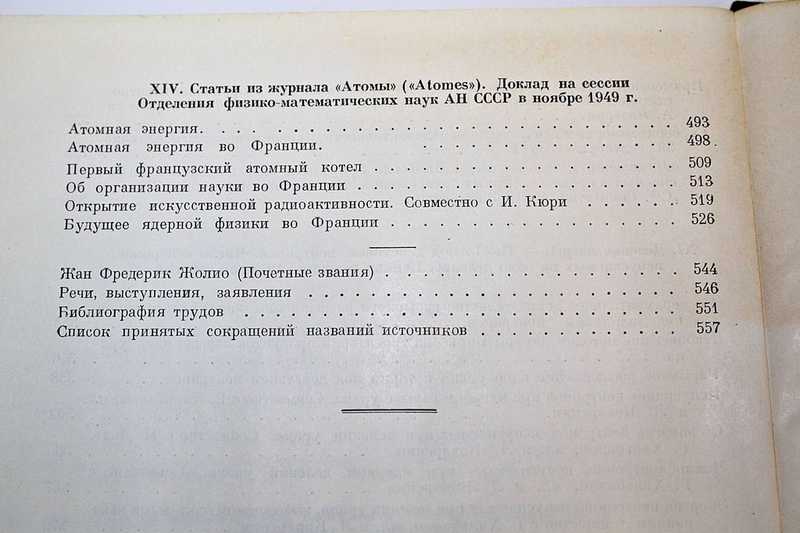 XIV. Статьи из журнала «Атомы» («Atomes»). Доклад на сессии
Отделения физико-математических наук АН СССР в ноябре 1949 г.
Атомная энергия. . . . . . . . . . . . . . . . . . . . . . . . . 493
Атомная энергия во Франции. . . . . . . . . . . . . . . . 498
Первый французский атомный котел . . . . . . . . . . . . . . . . . 509
Об организации науки во Франции . . . . . . . . . . . . . . . . . . 513
Открытие искусственной радиоактивности. Совместно с И. Кюри . . . . . . 519
Будущее ядерной физики во Франции . . . . . . . . . . . . . . . . 526
Жан Фредерик Жолио (Почетные звания) . . . . . . . . . . . . . . . . . 544
Речи, выступления, заявления . . . . . . . . . . . . . . . . . . . . . 546
Библиография трудов . . . . . . . . . . . . . . . . . . . . . . . . 551
Список принятых сокращений названий источников . . . . . . . . . . . . 557